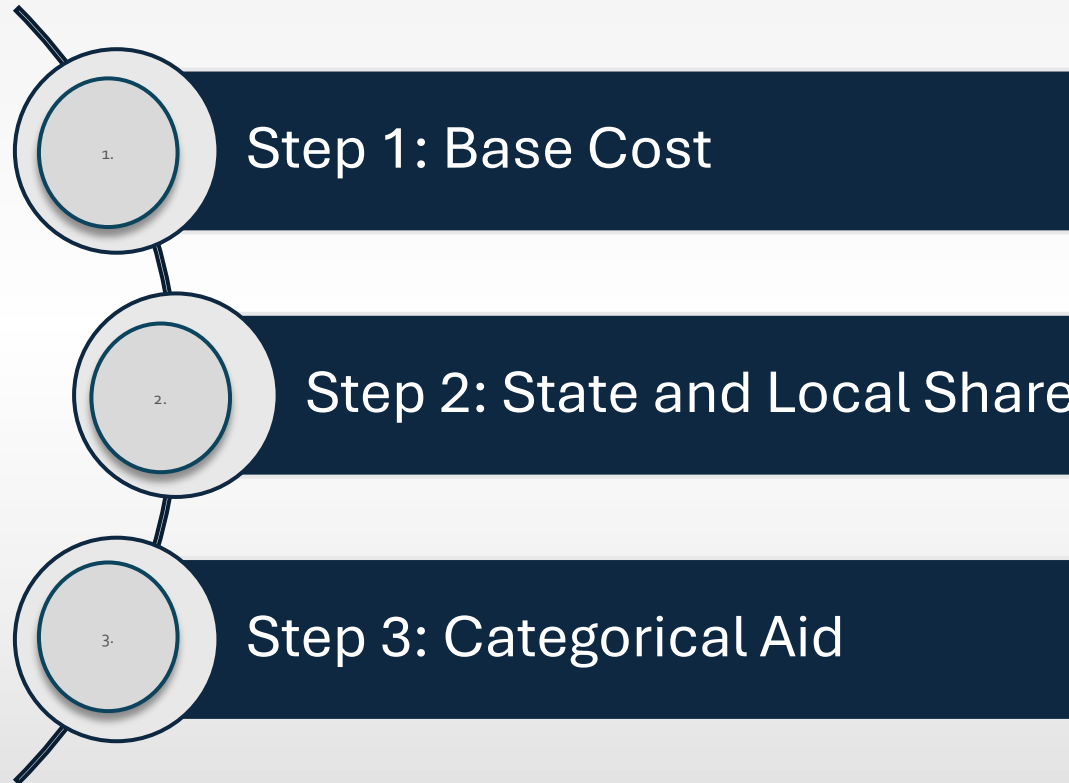 1.
Step 1: Base Cost
2.
Step 2: State and Local Share
3.
Step 3: Categorical Aid